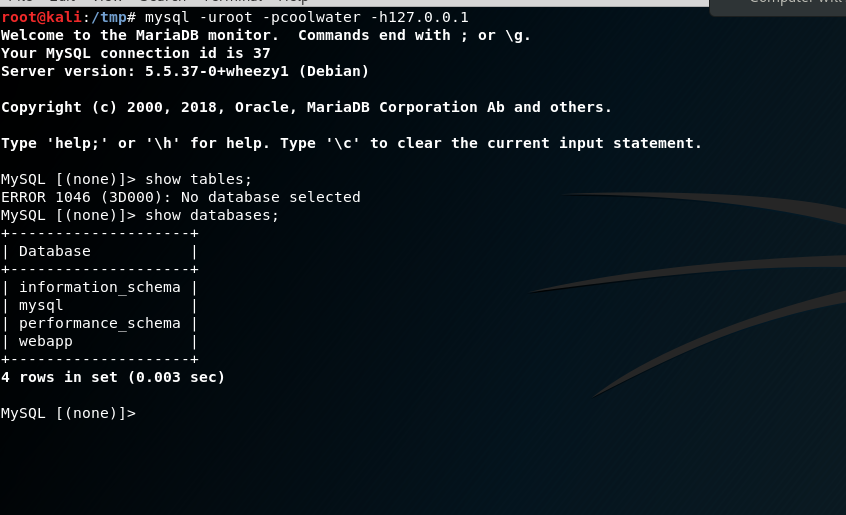 root@kali:/tmp# mysql -uroot -pcoolwater -h127.0.0.1
Welcome to the MariaDB monitor.  Commands end with ; or \g.
Your MySQL connection id is 37
Server version: 5.5.37-0+wheezy1 (Debian)
Copyright (c) 2000, 2018, Oracle, MariaDB Corporation Ab and others.
Type 'help;' or '\h' for help. Type '\c' to clear the current input statement.
MySQL [(none)]> show tables;
ERROR 1046 (3D000): No database selected
MySQL [(none)]> show databases;
+--------------------+
| Database           |
+--------------------+
| information_schema |
| mysql              |
| performance_schema |
| webapp             |
+--------------------+
4 rows in set (0.003 sec)
MySQL [(none)]>